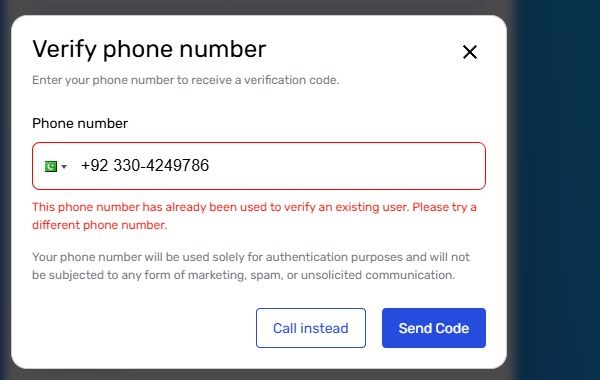 Verify phone number
Enter your phone number to receive a verification code.
Phone number
+92 330-4249786
This phone number has already been used to verify an existing user. Please try a
different phone number.
Your phone number will be used solely for authentication purposes and will not
be subjected to any form of marketing, spam, or unsolicited communication.
Call instead
Send Code